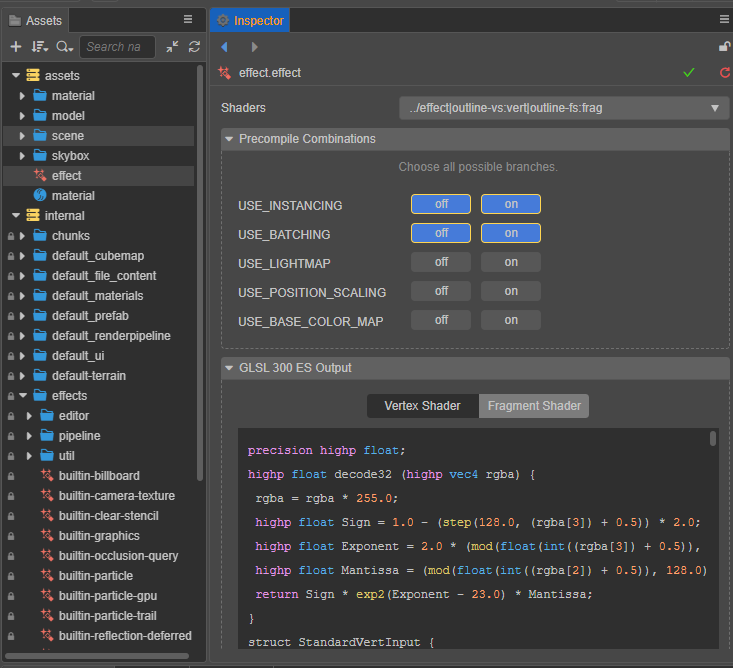 Assets
Search na
assets
material
model
scene
skybox
effect
material
internal
chunks
default_cubemap
default_file_content
default_materials
default_prefab
default_renderpipeline
default_ui
default-terrain
effects
editor
pipeline
util
builtin-billboard
builtin-camera-texture
builtin-clear-stencil
builtin-graphics
builtin-occlusion-query
builtin-particle
builtin-particle-gpu
builtin-particle-trail
builtin-reflection-deferred
Inspector
effect.effect
Shaders ../effect|outline-vs:vert|outline-fs:frag
Precompile Combinations
Choose all possible branches.
USE_INSTANCING off on
USE_BATCHING off on
USE_LIGHTMAP off on
USE_POSITION_SCALING off on
USE_BASE_COLOR_MAP off on
GLSL 300 ES Output
Vertex Shader Fragment Shader
precision highp float;
highp float decode32 (highp vec4 rgba) {
rgba = rgba * 255.0;
highp float Sign = 1.0 - (step(128.0, (rgba[3]) + 0.5)) * 2.0;
highp float Exponent = 2.0 * (mod(float(int((rgba[3]) + 0.5)),
highp float Mantissa = (mod(float(int((rgba[2]) + 0.5)), 128.0)
return Sign * exp2(Exponent - 23.0) * Mantissa;
}
struct StandardVertInput {